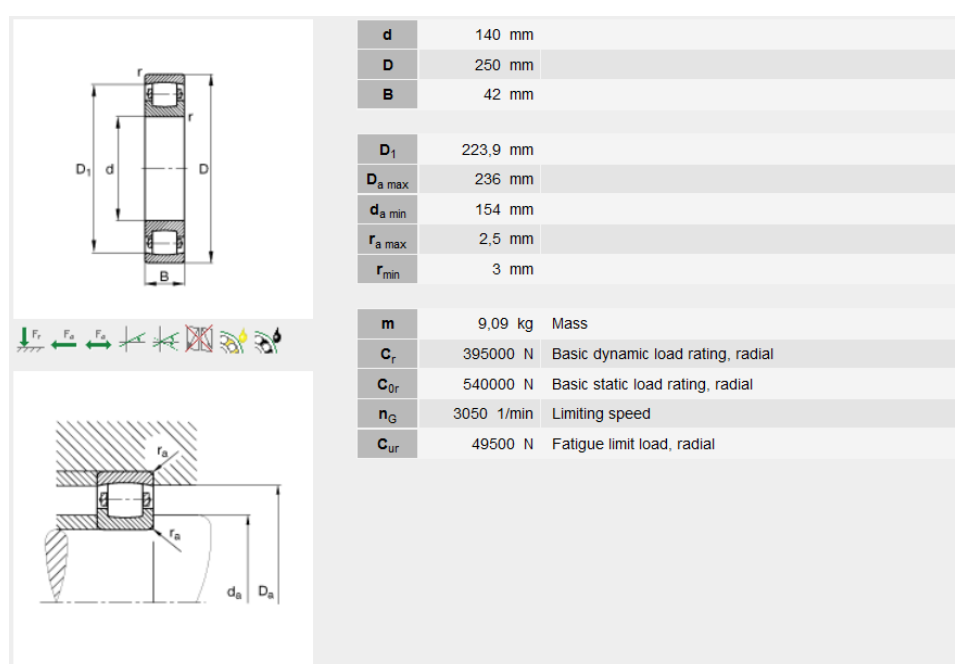 r
r
D1 d D
B
Fr Fa Fa
ra
ra
da Da
d 140 mm
D 250 mm
B 42 mm
D1 223,9 mm
Da max 236 mm
da min 154 mm
ra max 2,5 mm
rmin 3 mm
m 9,09 kg Mass
Cr 395000 N Basic dynamic load rating, radial
C0r 540000 N Basic static load rating, radial
nG 3050 1/min Limiting speed
Cur 49500 N Fatigue limit load, radial